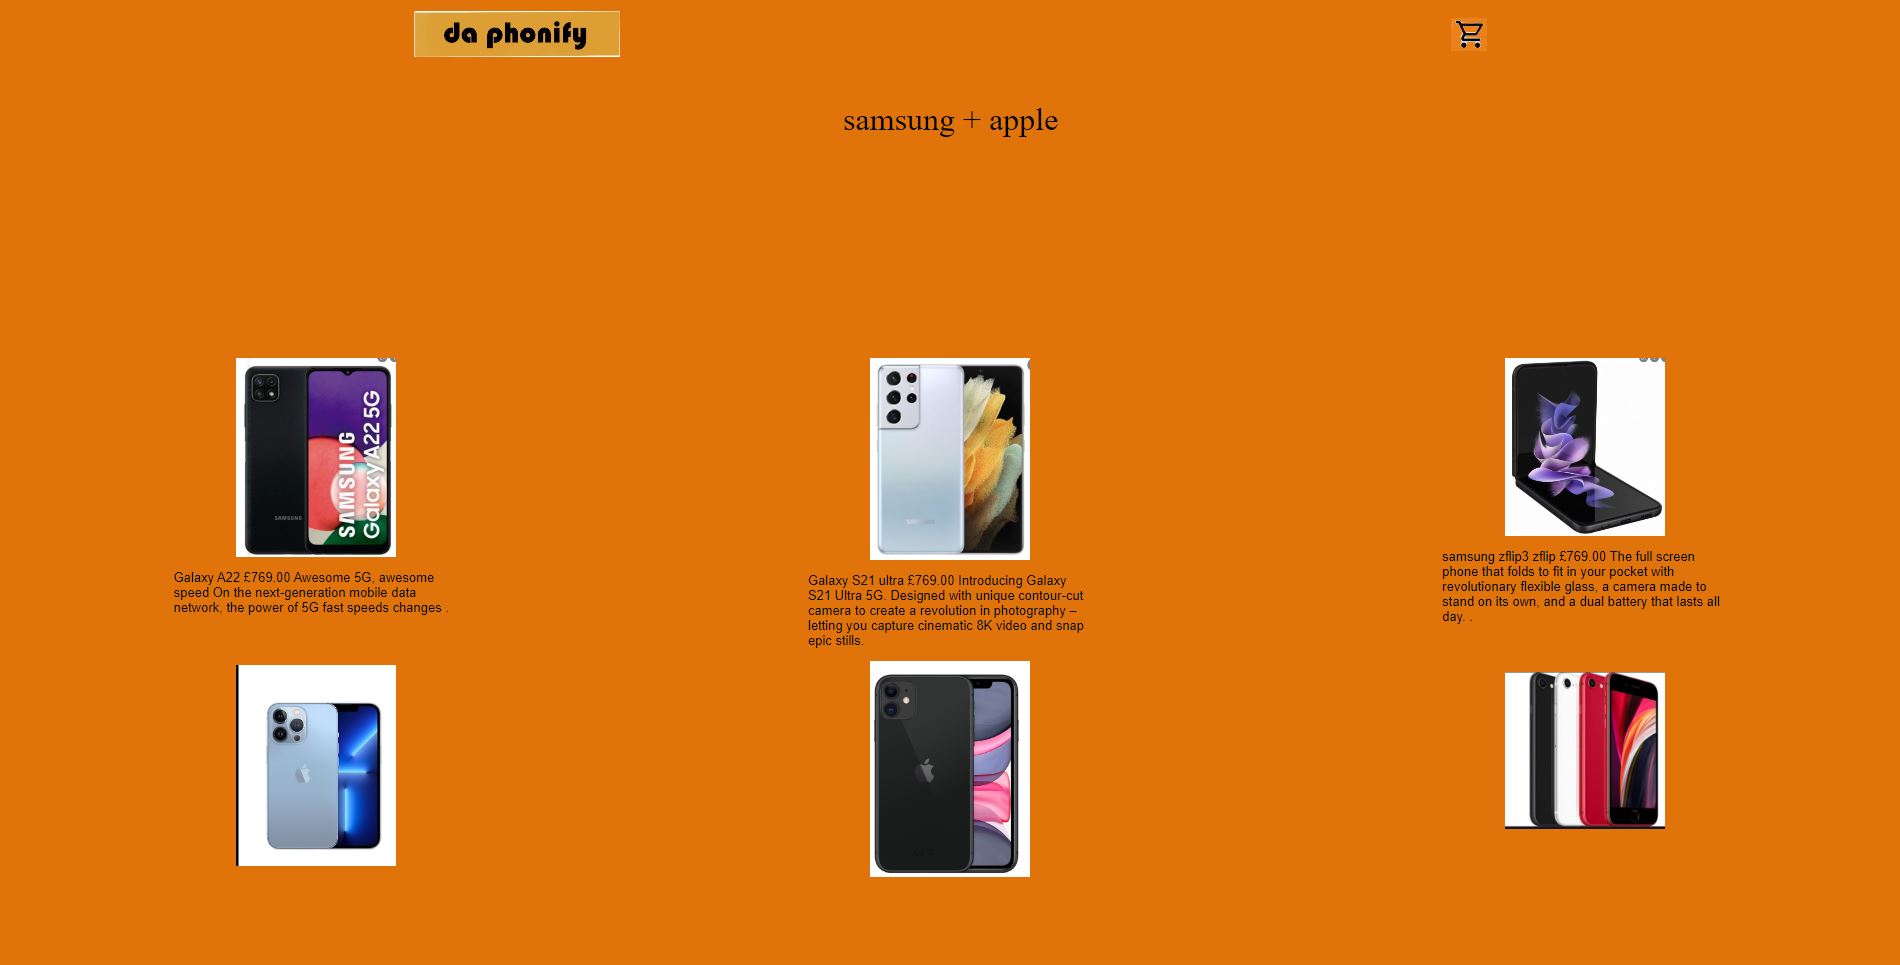 da phonify
samsung + apple
SAMSUNG
Galaxy A22 5G
SAMSUNG
Galaxy A22 £769.00 Awesome 5G, awesome
speed On the next-generation mobile data
network, the power of 5G fast speeds changes .
SAMSUNG
Galaxy S21 ultra £769.00 Introducing Galaxy
S21 Ultra 5G. Designed with unique contour-cut
camera to create a revolution in photography –
letting you capture cinematic 8K video and snap
epic stills.
samsung zflip3 zflip £769.00 The full screen
phone that folds to fit in your pocket with
revolutionary flexible glass, a camera made to
stand on its own, and a dual battery that lasts all
day. .